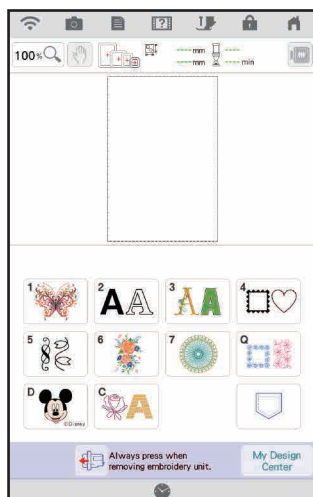 100%
----mm ----
----mm ---- min
1
2 AA
3 AA
4
5
6
7
Q
D
©Disney
C A
Always press when
removing embroidery unit.
My Design
Center